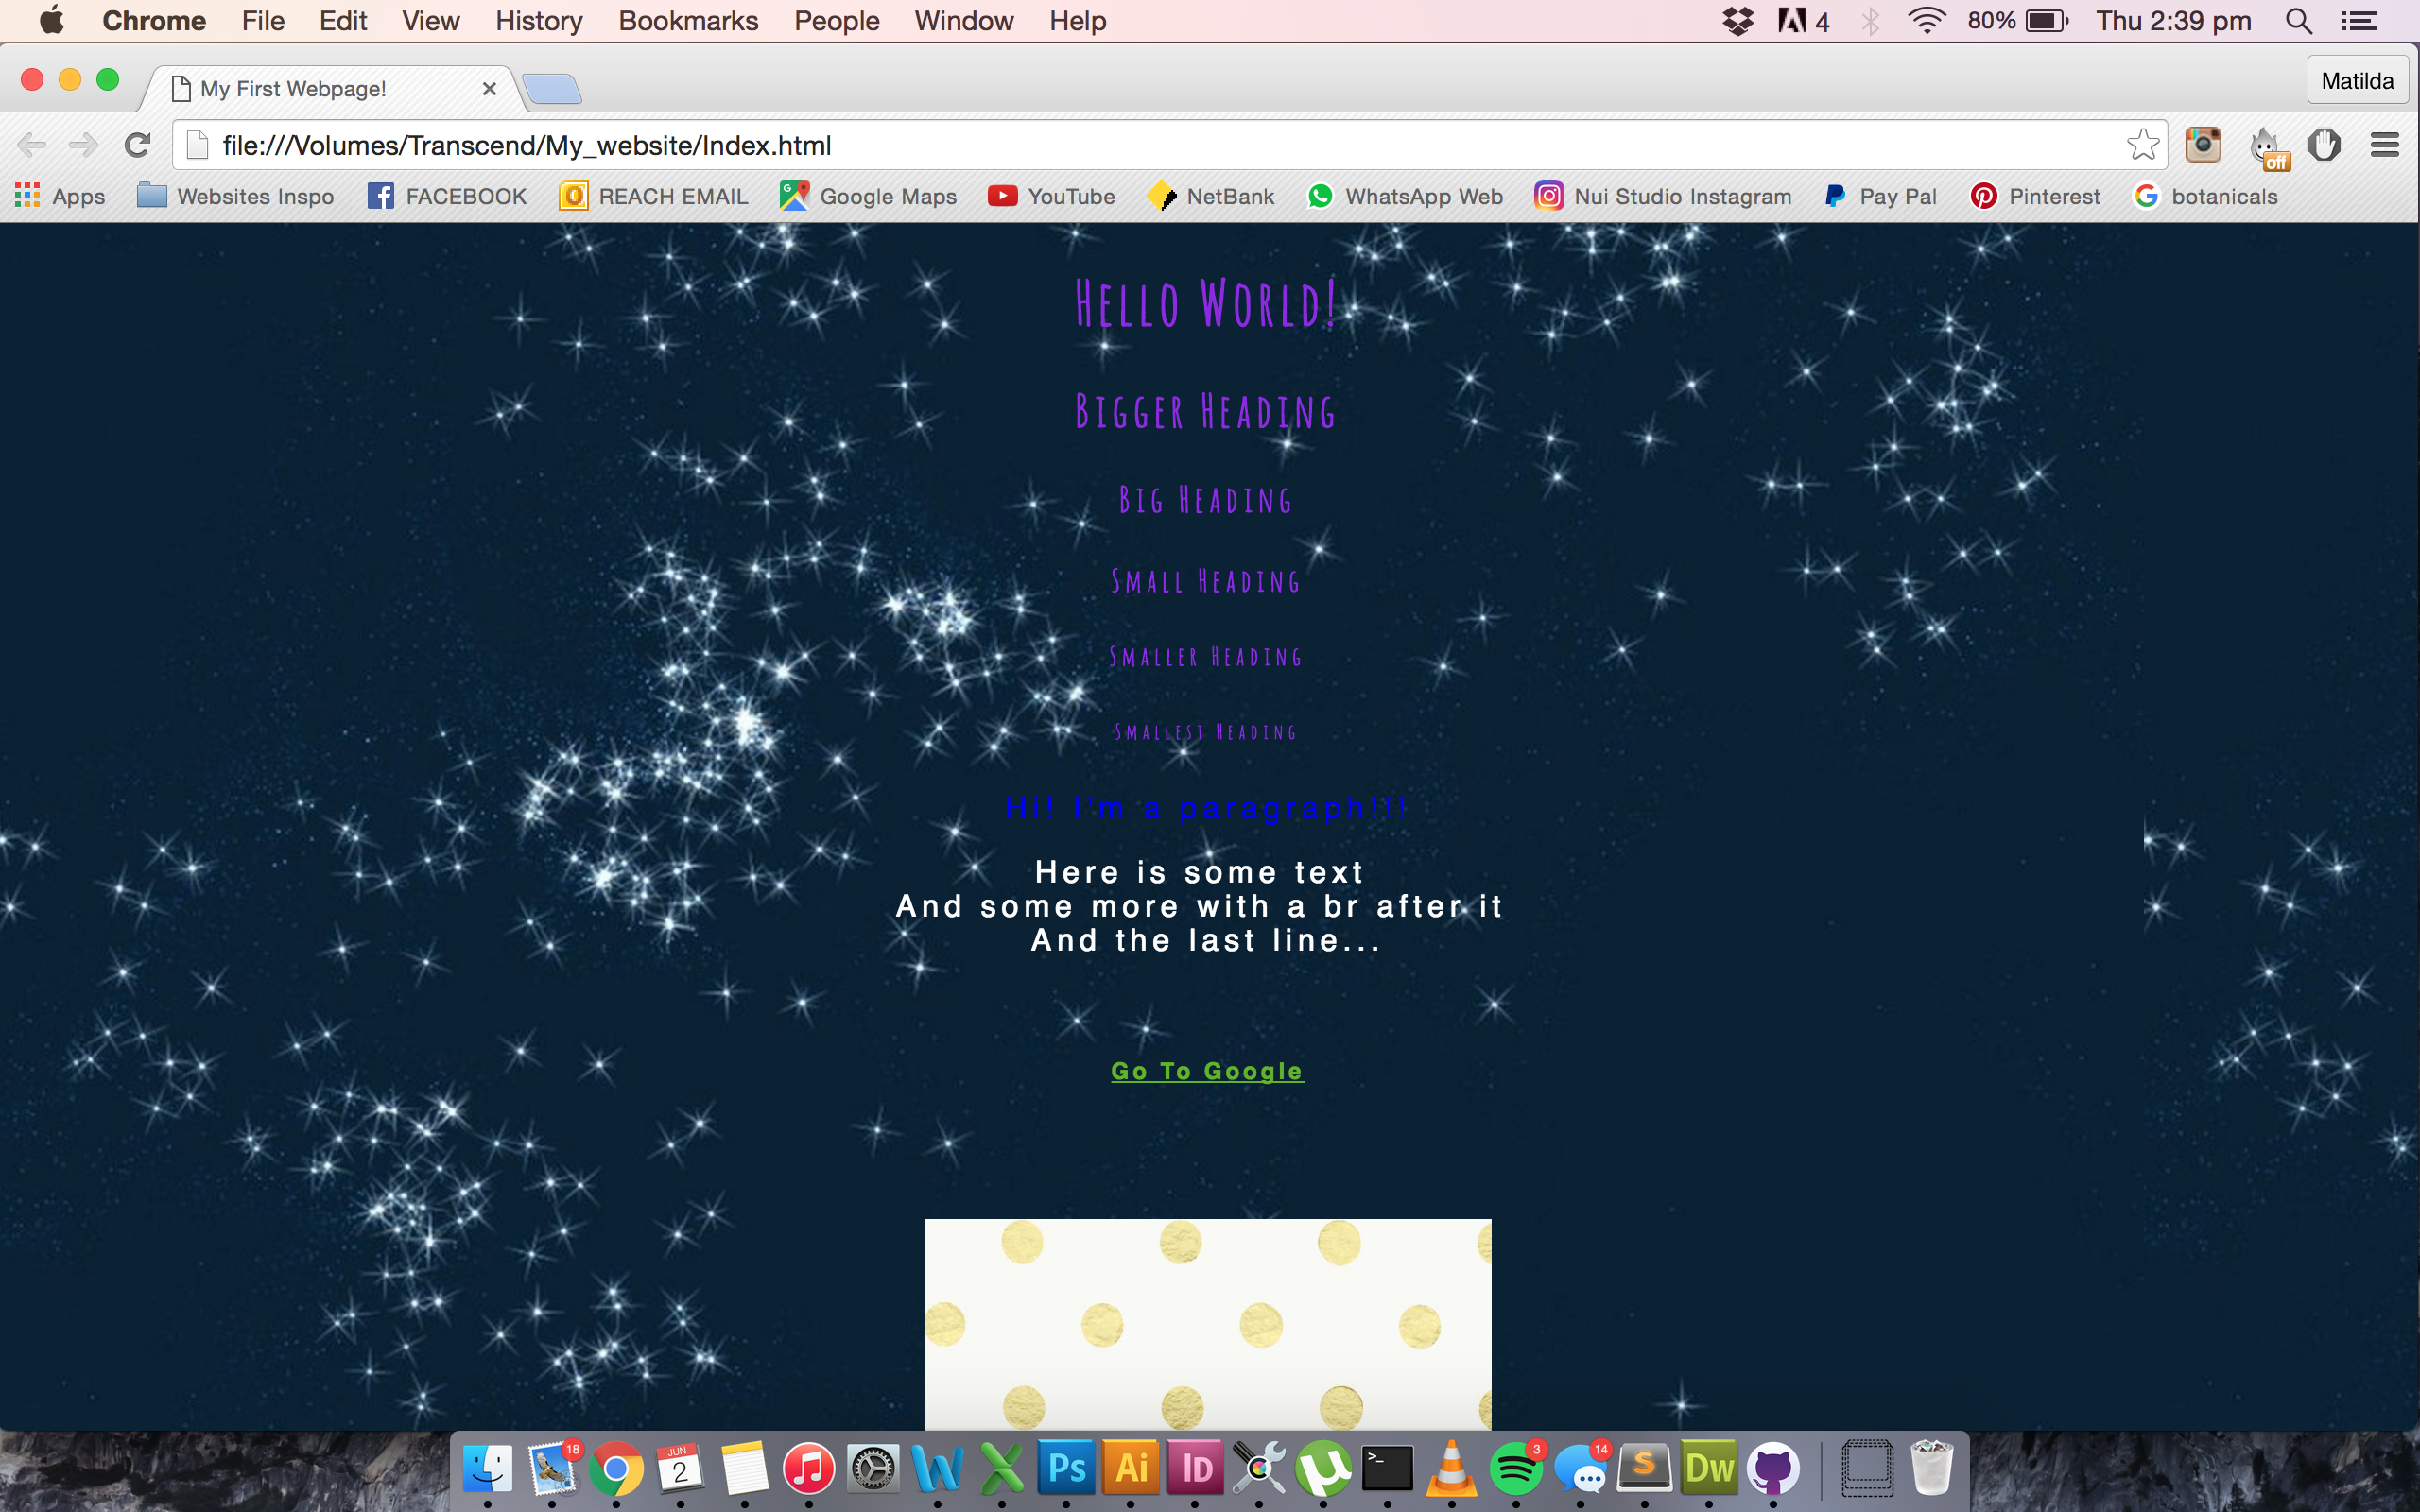 Chrome File Edit View History Bookmarks People Window Help 4 80% Thu 2:39 pm
My First Webpage! Matilda
file:///Volumes/Transcend/My_website/Index.html off
Apps Websites Inspo FACEBOOK REACH EMAIL Google Maps YouTube NetBank WhatsApp Web Nui Studio Instagram Pay Pal Pinterest botanicals
Hello World!
Bigger Heading
Big Heading
Small Heading
Smaller Heading
Smallest Heading
Hi! I'm a paragraph!!!
Here is some text
And some more with a br after it
And the last line...
Go To Google
18 JUN 2 W X Ps Ai ID µ >_ 3 14 S Dw